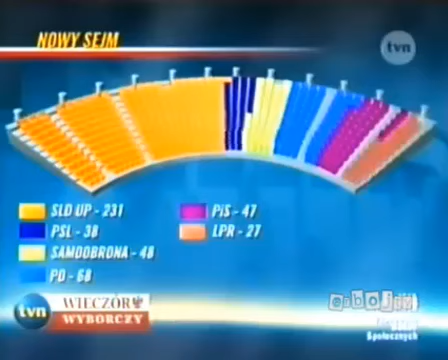 NOWY SEJM
tvn
SLD UP - 231
PSL - 38
SAMOOBRONA - 48
PO - 68
PiS - 47
LPR - 27
tvn
WIECZÓR
WYBORCZY
Społecznych